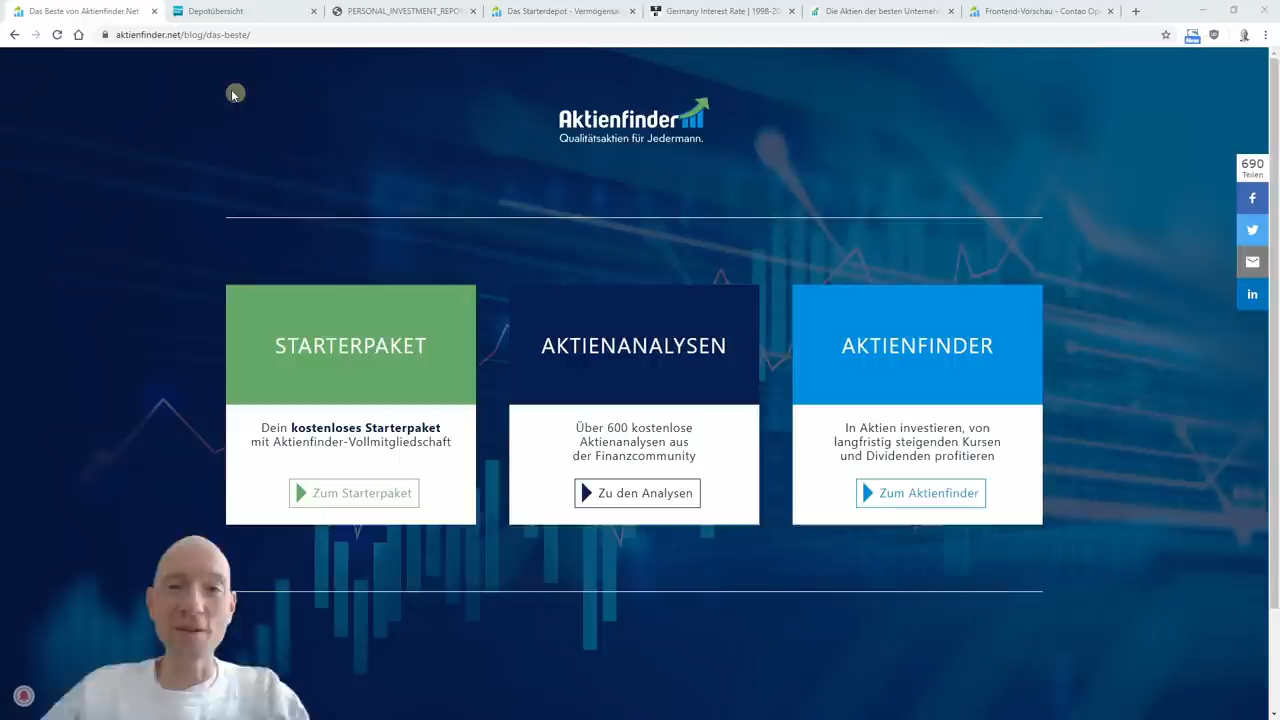 Das Beste von Aktienfinder.Net
Depotübersicht
PERSONAL_INVESTMENT_REPO
Das Starterdepot - Vermögensa
Germany Interest Rate | 1998-20
Die Aktien der besten Unterneh
Frontend-Vorschau - Contao Op
aktienfinder.net/blog/das-beste/
New
Aktienfinder
Qualitätsaktien für Jedermann.
690
Teilen
STARTERPAKET
Dein kostenloses Starterpaket
mit Aktienfinder-Vollmitgliedschaft
Zum Starterpaket
AKTIENANALYSEN
Über 600 kostenlose
Aktienanalysen aus
der Finanzcommunity
Zu den Analysen
AKTIENFINDER
In Aktien investieren, von
langfristig steigenden Kursen
und Dividenden profitieren
Zum Aktienfinder